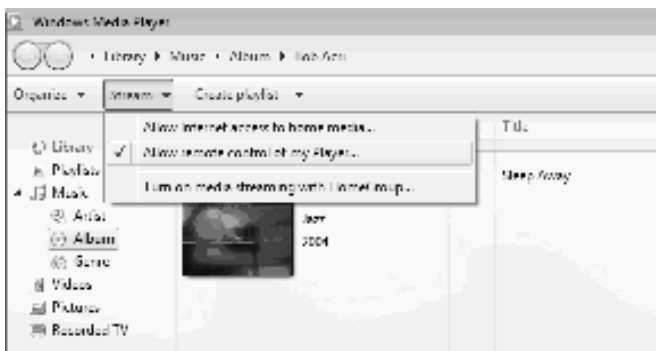 Windows Media Player
Library Music Album Bob Acri
Organize Stream Create playlist
Allow Internet access to home media...
Allow remote control of my Player...
Turn on media streaming with HomeGroup...
Title
Library
Playlists
Music
Artist
Album
Genre
Videos
Pictures
Recorded TV
Jazz
2004
Sleep Away